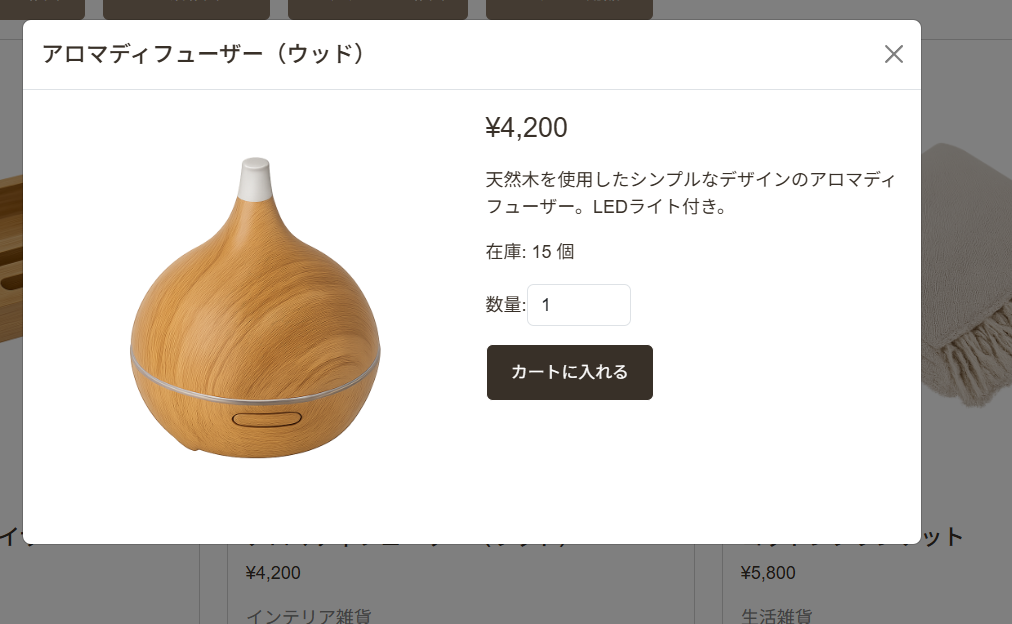 アロマディフューザー（ウッド）
¥4,200
天然木を使用したシンプルなデザインのアロマディ
フューザー。LEDライト付き。
在庫: 15 個
数量: 1
カートに入れる
¥4,200
¥5,800
インテリア雑貨
生活雑貨